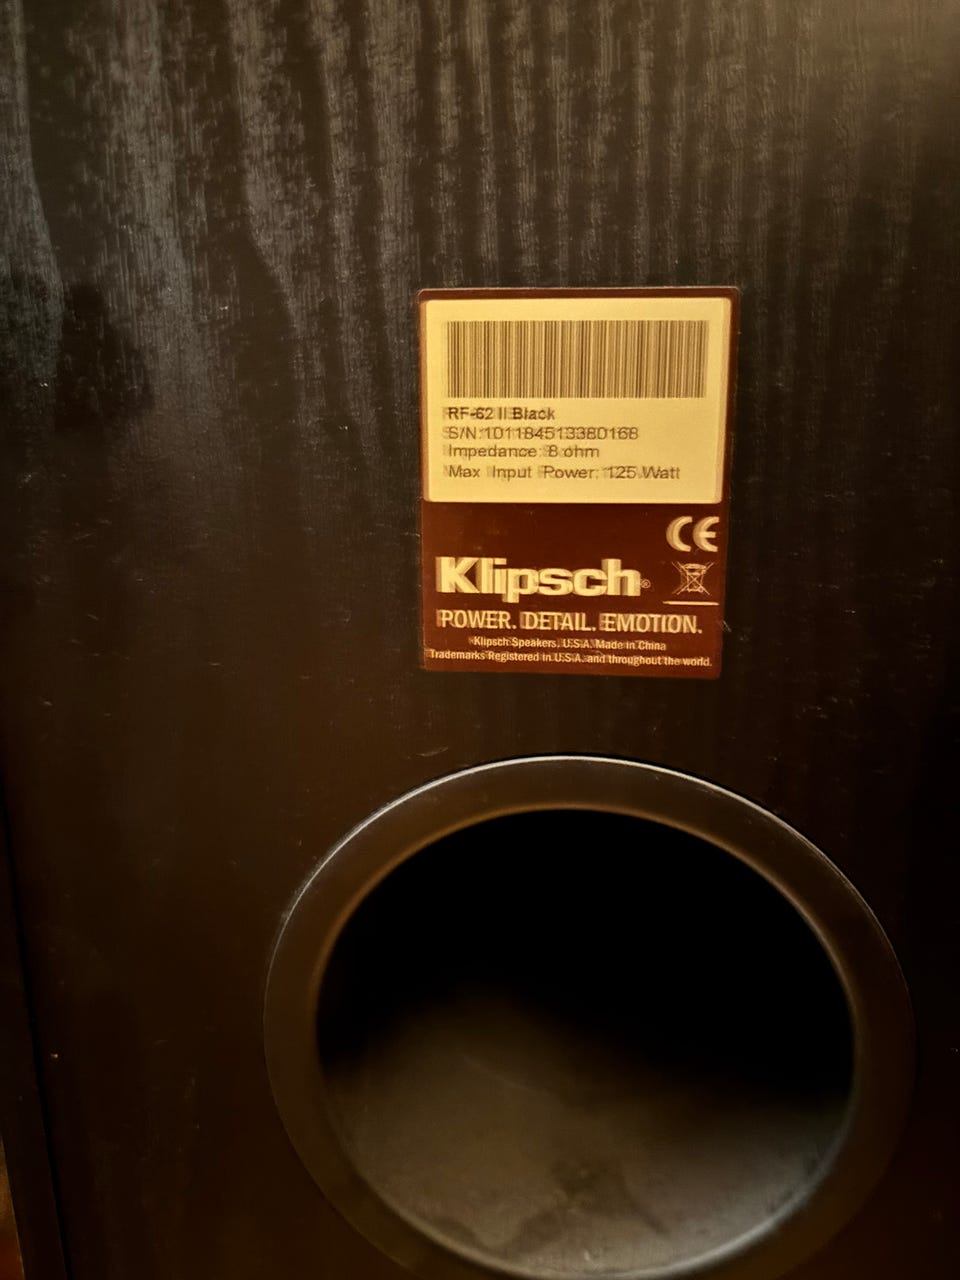 RF-62 II Black
S/N:101184513380168
Impedance: 8 ohm
Max Input Power: 125 Watt
CE
Klipsch®
POWER. DETAIL. EMOTION.
Klipsch Speakers, U.S.A. Made in China
Trademarks Registered in U.S.A. and throughout the world.